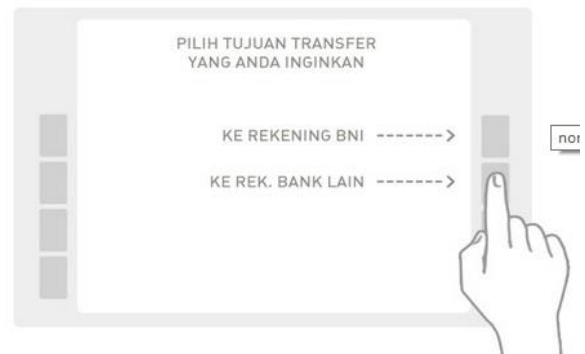 PILIH TUJUAN TRANSFER
YANG ANDA INGINKAN
KE REKENING BNI ------->
KE REK. BANK LAIN ------->